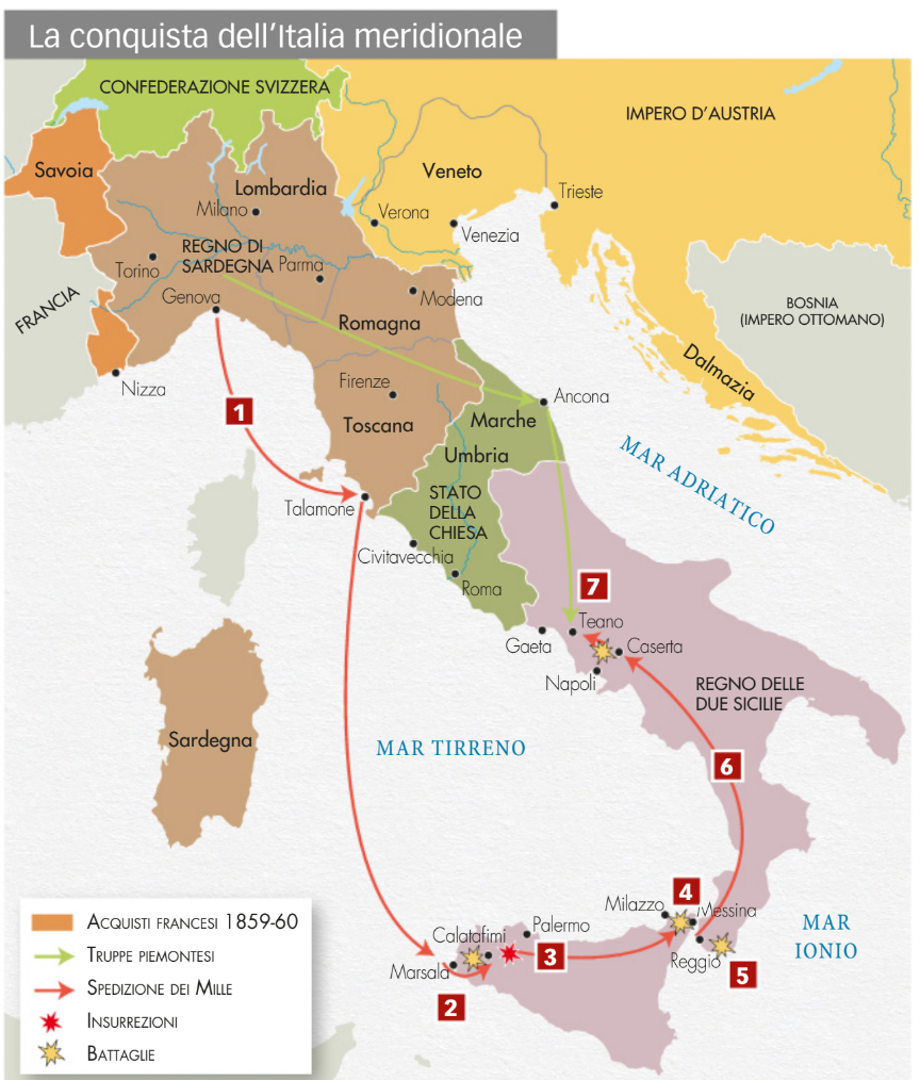 La conquista dell'Italia meridionale
CONFEDERAZIONE SVIZZERA
IMPERO D'AUSTRIA
Savoia
Lombardia
Veneto
Trieste
Milano
Verona
Venezia
REGNO DI
SARDEGNA
Parma
Torino
Genova
Modena
FRANCIA
BOSNIA
(IMPERO OTTOMANO)
Romagna
Dalmazia
Nizza
Firenze
Ancona
Toscana
Marche
1
Umbria
MAR ADRIATICO
STATO
DELLA
CHIESA
Talamone
Civitavecchia
Roma
7
Teano
Gaeta
Caserta
Napoli
REGNO DELLE
DUE SICILIE
Sardegna
MAR TIRRENO
6
4
Milazzo
Messina
Palermo
Calatafimi
3
MAR
IONIO
Marsala
Reggio
5
2
ACQUISTI FRANCESI 1859-60
TRUPPE PIEMONTESI
SPEDIZIONE DEI MILLE
INSURREZIONI
BATTAGLIE